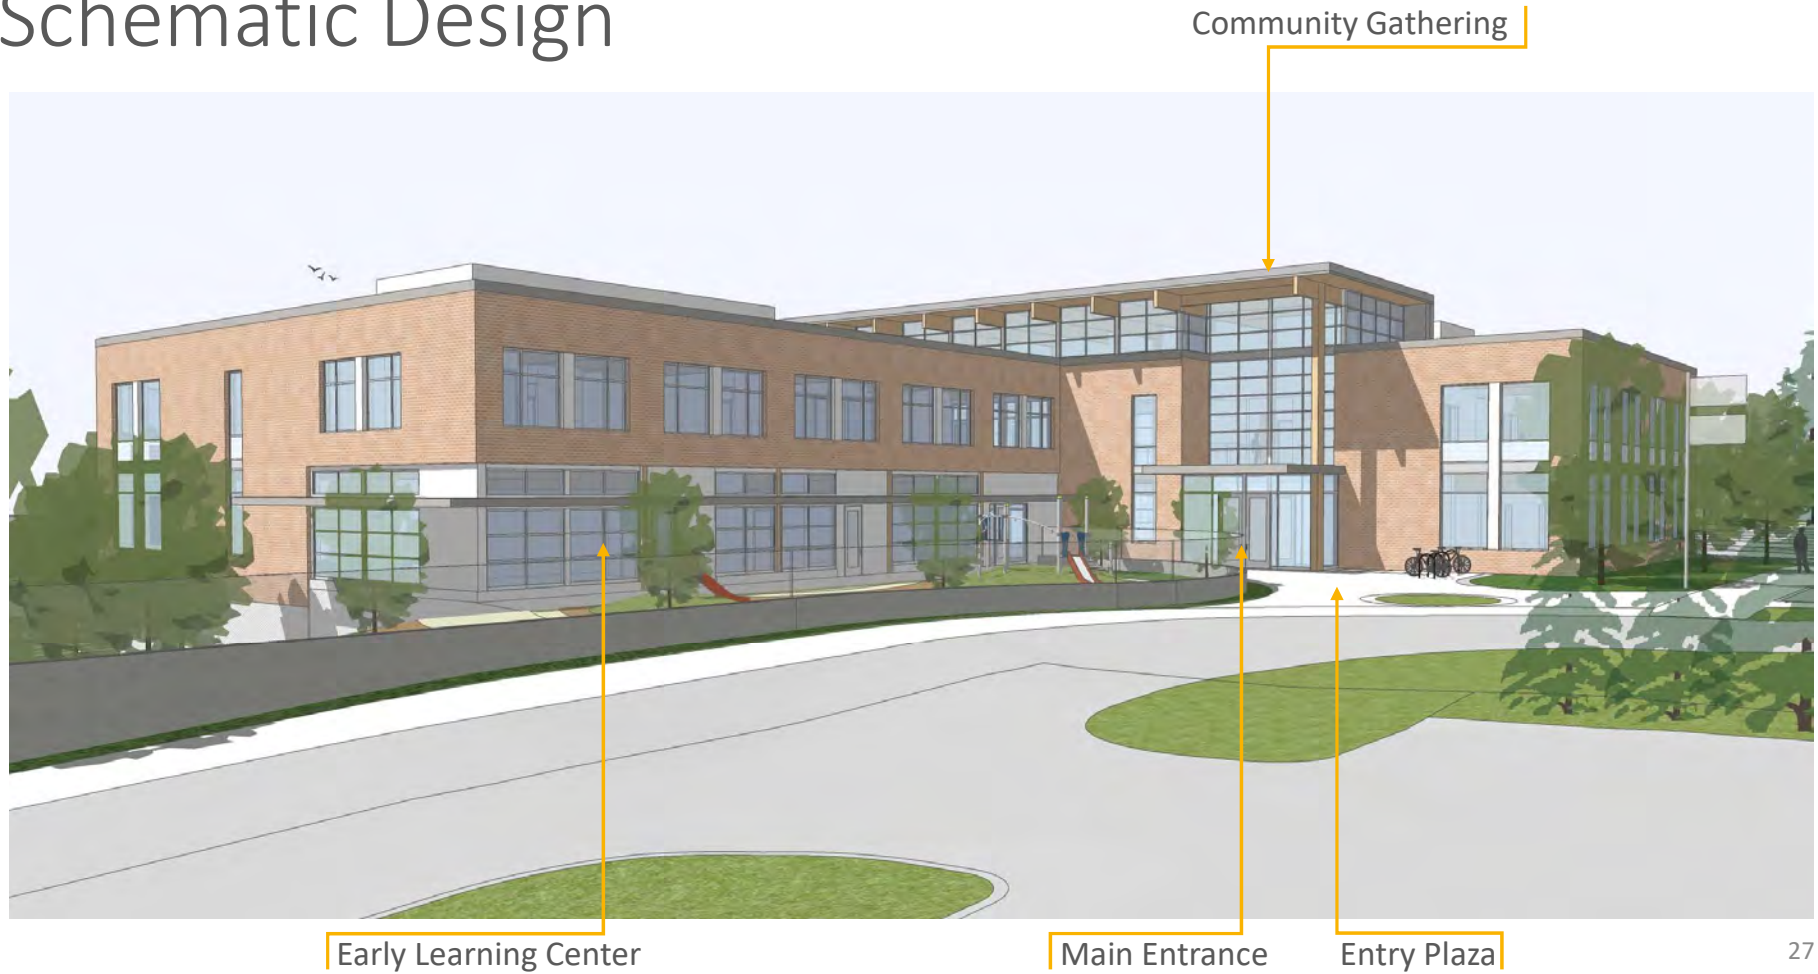 Schematic Design
Community Gathering
Early Learning Center
Main Entrance
Entry Plaza
27